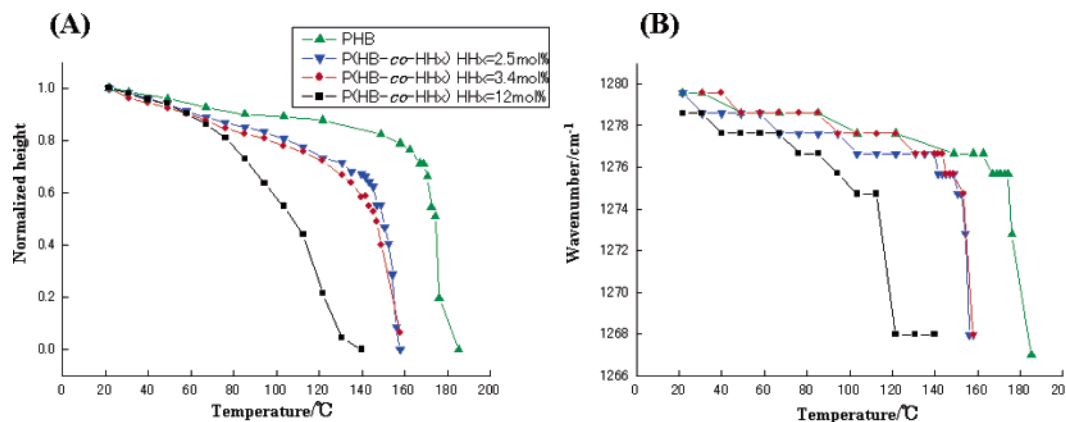 (A)
PHB
P(HB-co-HHx) HHx=2.5mol%
P(HB-co-HHx) HHx=3.4mol%
P(HB-co-HHx) HHx=12mol%
Normalized height
1.0
0.8
0.6
0.4
0.2
0.0
0 20 40 60 80 100 120 140 160 180 200
Temperature/℃
(B)
Wavenumber/cm⁻¹
1280
1278
1276
1274
1272
1270
1268
1266
0 20 40 60 80 100 120 140 160 180 200
Temperature/℃